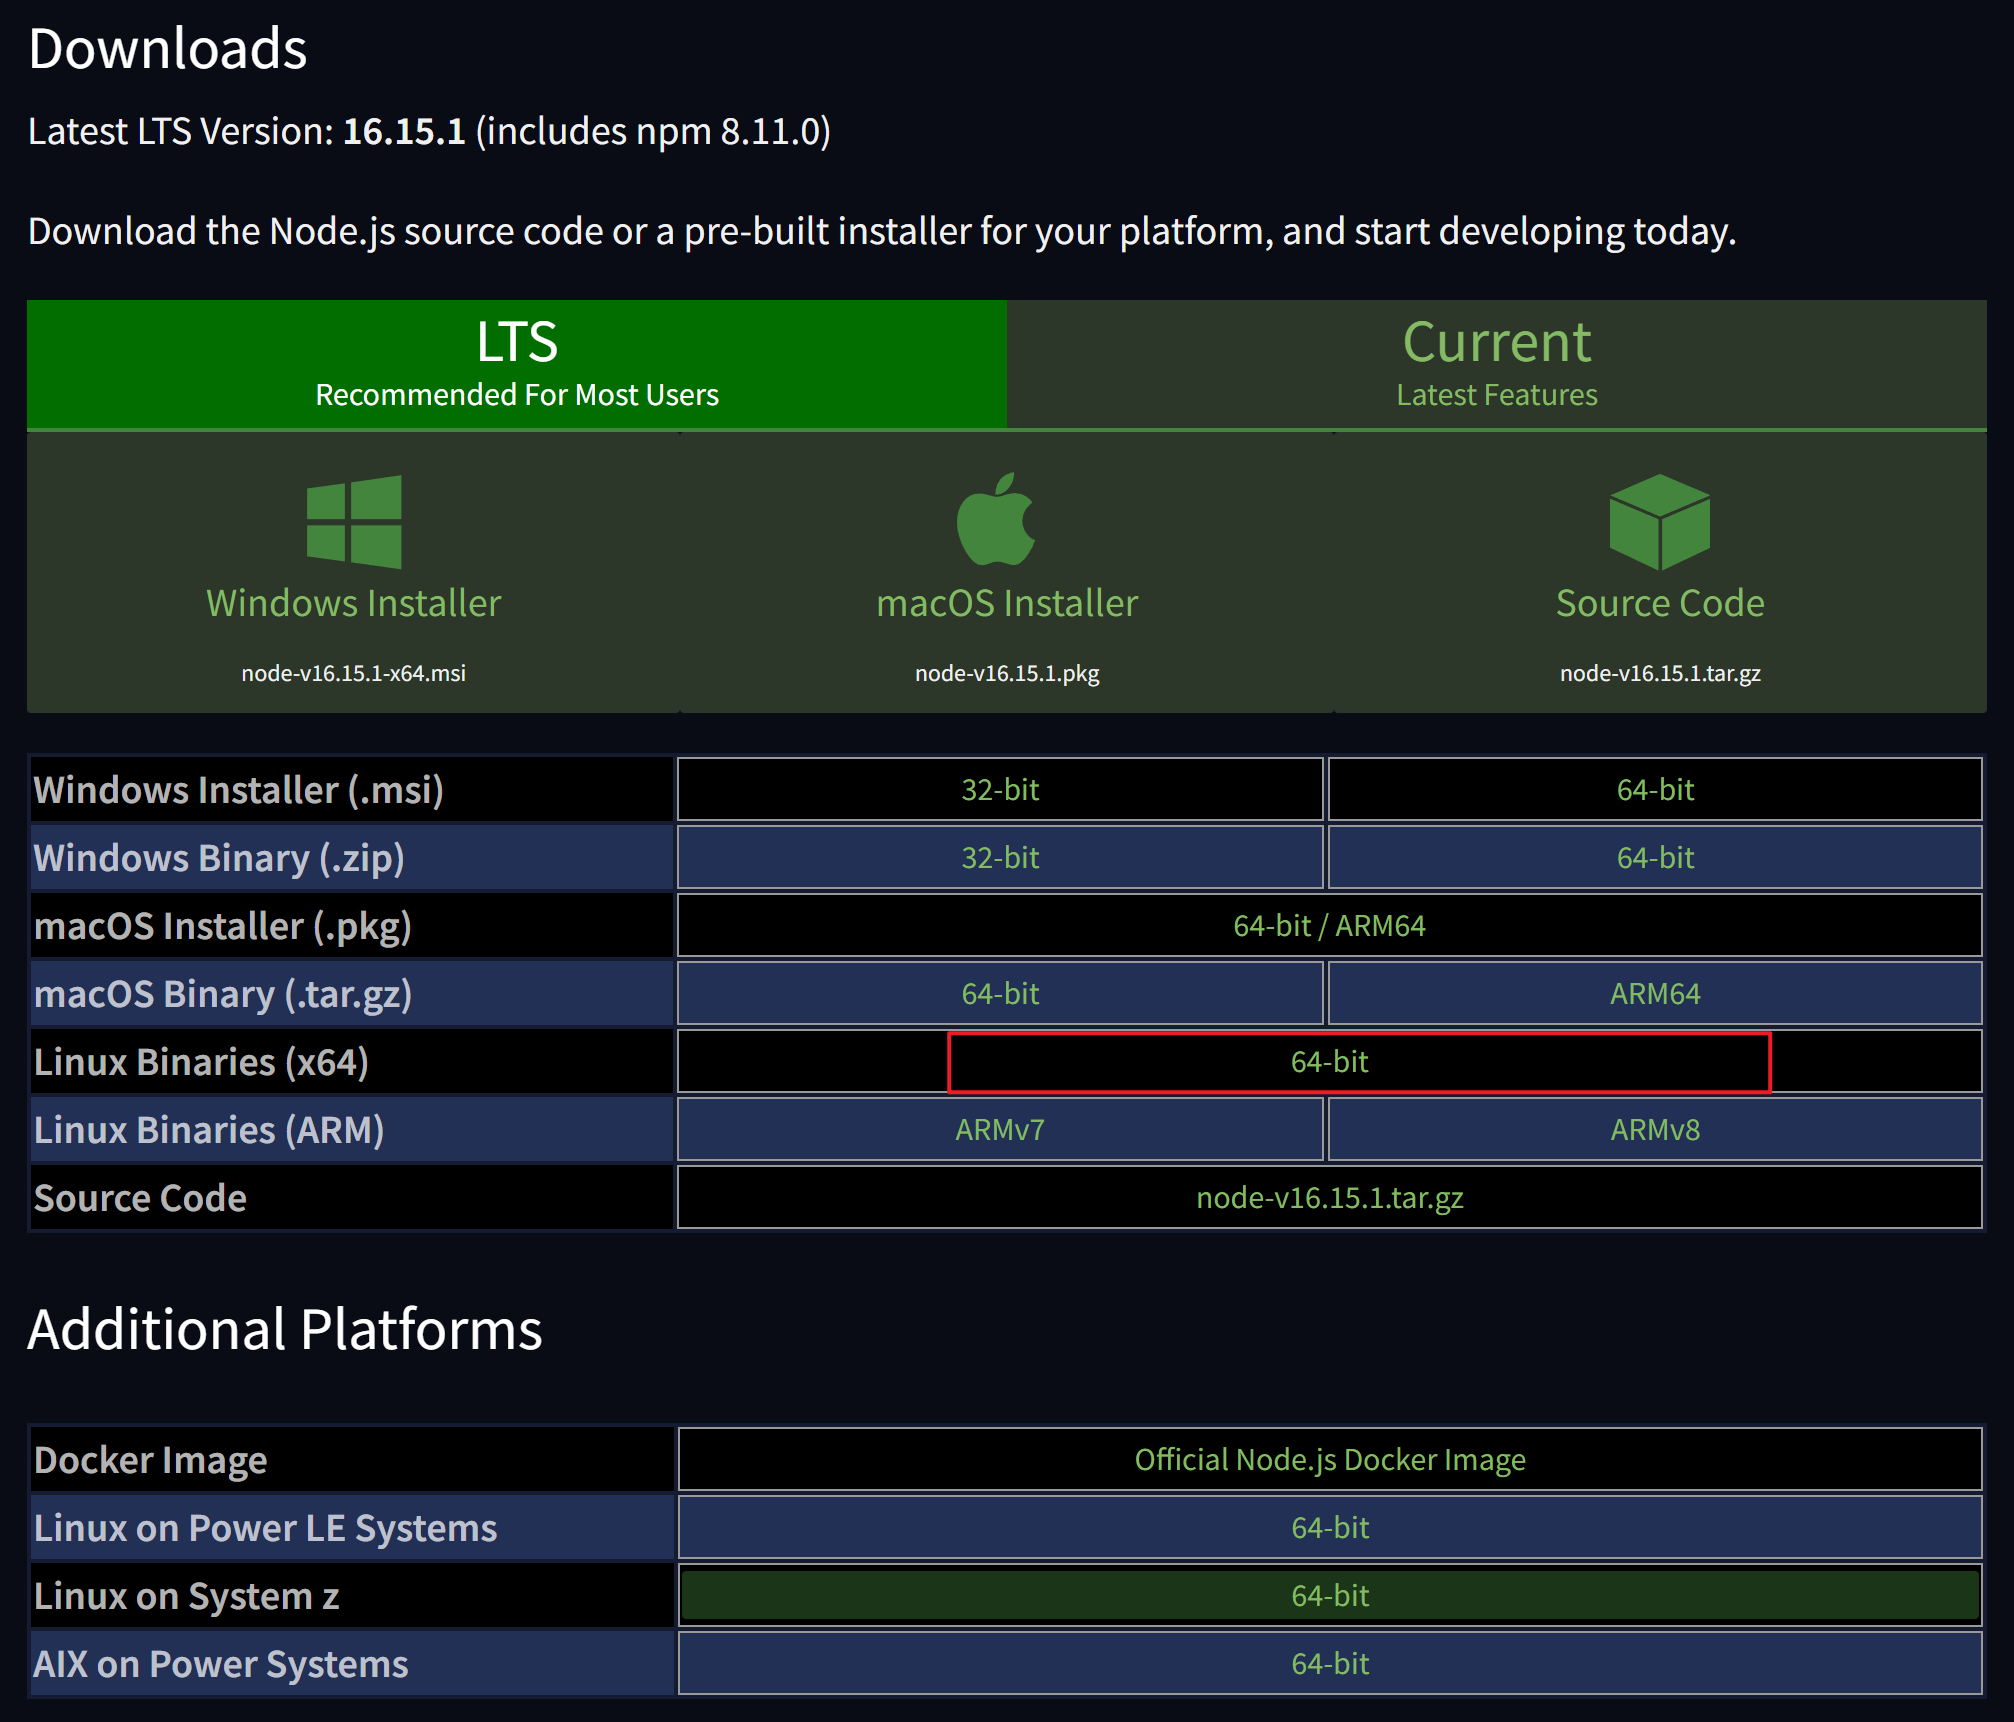 Downloads
Latest LTS Version: 16.15.1 (includes npm 8.11.0)
Download the Node.js source code or a pre-built installer for your platform, and start developing today.
LTS
Recommended For Most Users
Current
Latest Features
Windows Installer
node-v16.15.1-x64.msi
macOS Installer
node-v16.15.1.pkg
Source Code
node-v16.15.1.tar.gz
Windows Installer (.msi) 32-bit 64-bit
Windows Binary (.zip) 32-bit 64-bit
macOS Installer (.pkg) 64-bit / ARM64
macOS Binary (.tar.gz) 64-bit ARM64
Linux Binaries (x64) 64-bit
Linux Binaries (ARM) ARMv7 ARMv8
Source Code node-v16.15.1.tar.gz
Additional Platforms
Docker Image Official Node.js Docker Image
Linux on Power LE Systems 64-bit
Linux on System z 64-bit
AIX on Power Systems 64-bit